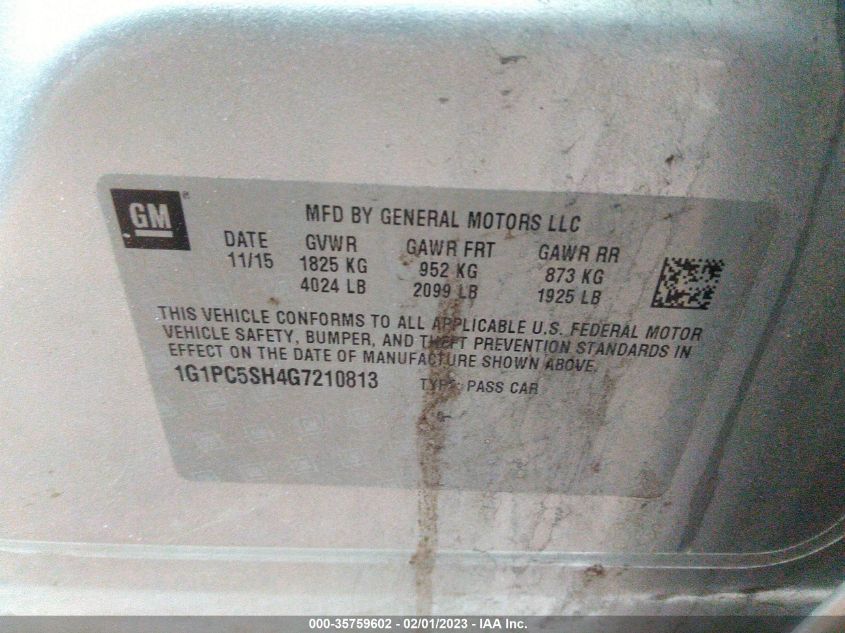 GM ®
MFD BY GENERAL MOTORS LLC
DATE GVWR GAWR FRT GAWR RR
11/15 1825 KG 952 KG 873 KG
4024 LB 2099 LB 1925 LB
THIS VEHICLE CONFORMS TO ALL APPLICABLE U.S. FEDERAL MOTOR
VEHICLE SAFETY, BUMPER, AND THEFT PREVENTION STANDARDS IN
EFFECT ON THE DATE OF MANUFACTURE SHOWN ABOVE.
1G1PC5SH4G7210813 TYPE: PASS CAR
000-35759602 - 02/01/2023 - IAA Inc.